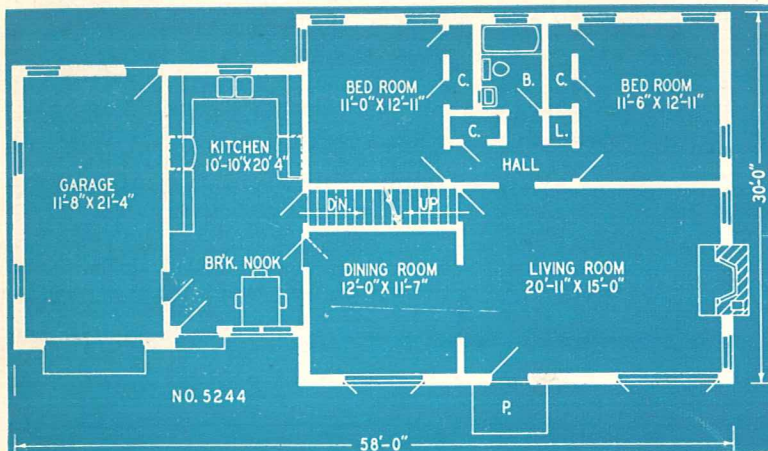 BED ROOM
11'-0" X 12'-11"
C.
B.
C.
BED ROOM
11'-6" X 12'-11"
C.
L.
KITCHEN
10'-10" X 20' 4"
HALL
GARAGE
11'-8" X 21'-4"
DN.
UP
BR'K. NOOK
DINING ROOM
12'-0" X 11'-7"
LIVING ROOM
20'-11" X 15'-0"
30'-0"
NO. 5244
P.
58'-0"